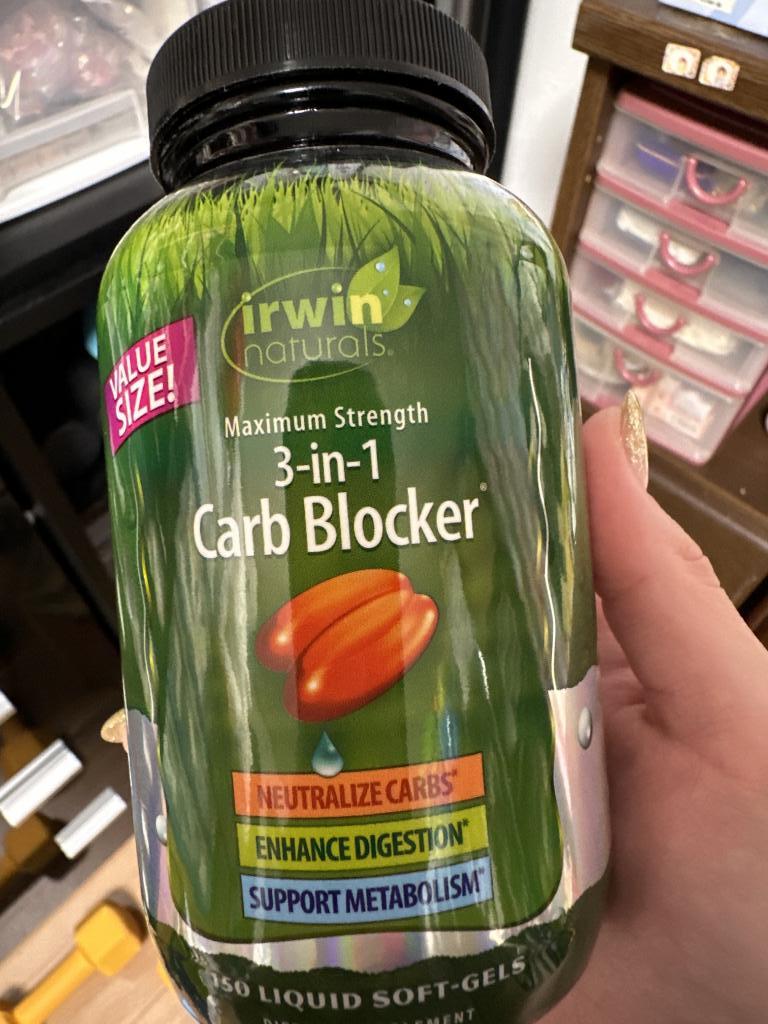 irwin
naturals®
VALUE
SIZE!
Maximum Strength
3-in-1
Carb Blocker®
NEUTRALIZE CARBS*
ENHANCE DIGESTION*
SUPPORT METABOLISM*
150 LIQUID SOFT-GELS